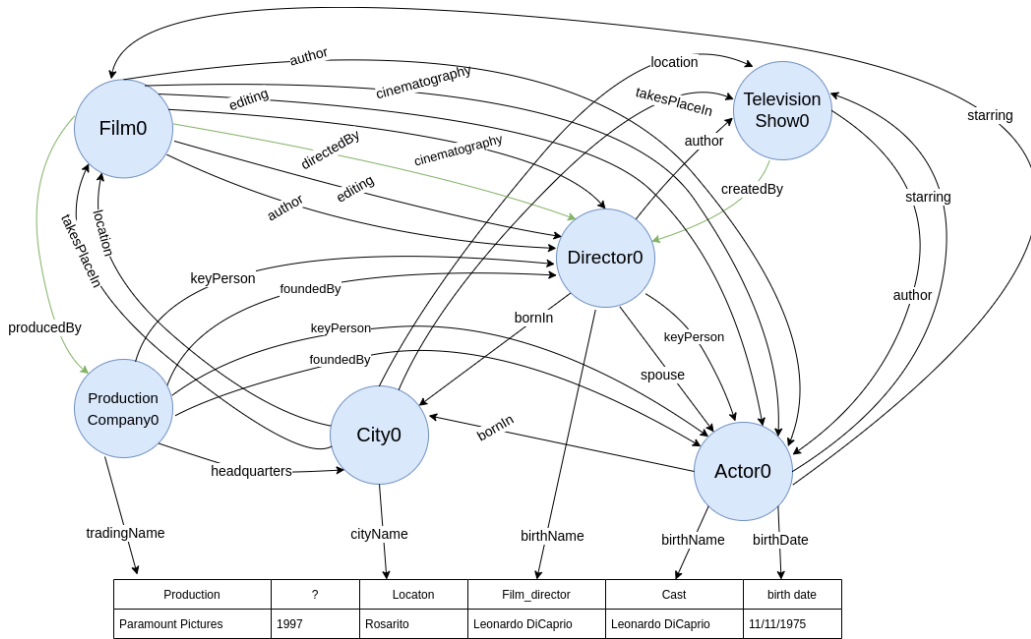 author
location
cinematography
takesPlaceIn
Television
Show0
editing
starring
Film0
directedBy
cinematography
author
createdBy
editing
starring
author
location
takesPlaceIn
Director0
keyPerson
foundedBy
author
bornIn
producedBy
keyPerson
keyPerson
foundedBy
spouse
Production
Company0
City0
bornIn
Actor0
headquarters
tradingName
cityName
birthName
birthName
birthDate
Production ? Locaton Film_director Cast birth date
Paramount Pictures 1997 Rosarito Leonardo DiCaprio Leonardo DiCaprio 11/11/1975